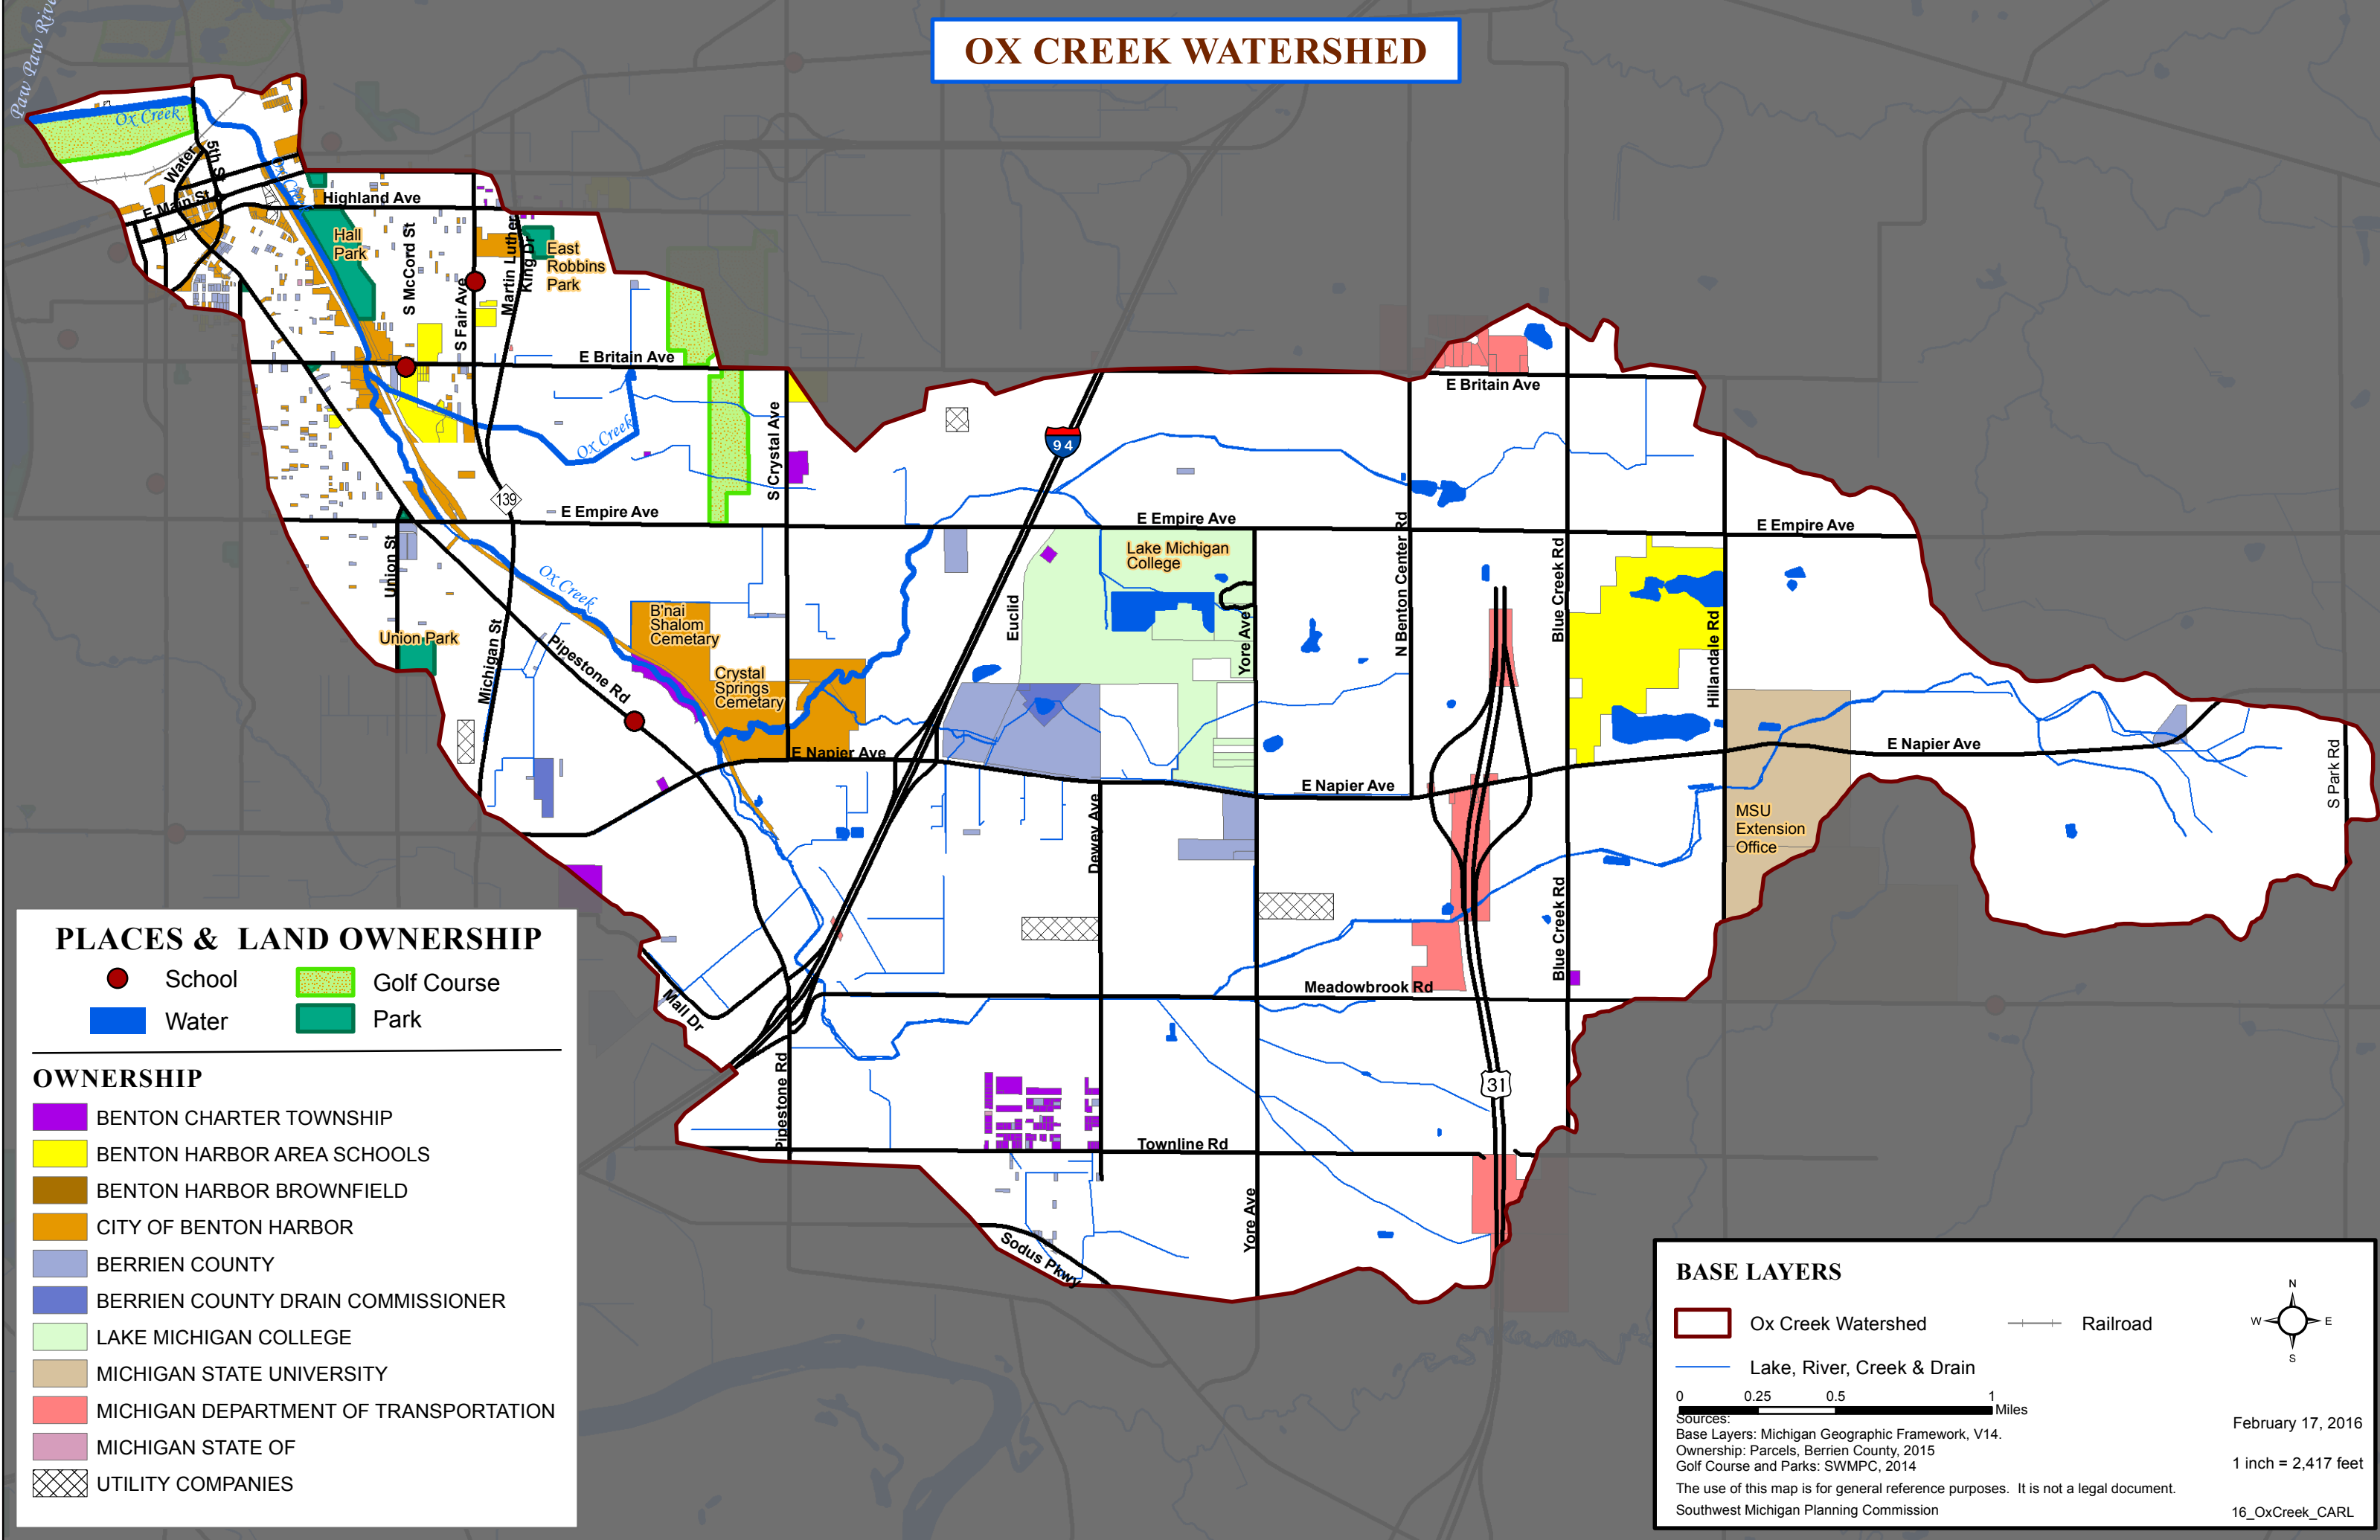 OX CREEK WATERSHED
Paw Paw River
Ox Creek
Water
5th St
E Main St
Ox Creek
Highland Ave
Hall
Park
S McCord St
S Fair Ave
Martin Luther
King Dr
East
Robbins
Park
E Britain Ave
E Britain Ave
Ox Creek
S Crystal Ave
94
139
E Empire Ave
E Empire Ave
E Empire Ave
Union St
Ox Creek
Union Park
Michigan St
Pipestone Rd
B'nai
Shalom
Cemetary
Crystal
Springs
Cemetary
Euclid
Lake Michigan
College
Yore Ave
N Benton Center Rd
Blue Creek Rd
Hillandale Rd
E Napier Ave
E Napier Ave
E Napier Ave
S Park Rd
MSU
Extension
Office
Dewey Ave
Blue Creek Rd
Meadowbrook Rd
Mall Dr
Pipestone Rd
31
Townline Rd
Yore Ave
Sodus Pkwy
PLACES & LAND OWNERSHIP
School
Golf Course
Water
Park
OWNERSHIP
BENTON CHARTER TOWNSHIP
BENTON HARBOR AREA SCHOOLS
BENTON HARBOR BROWNFIELD
CITY OF BENTON HARBOR
BERRIEN COUNTY
BERRIEN COUNTY DRAIN COMMISSIONER
LAKE MICHIGAN COLLEGE
MICHIGAN STATE UNIVERSITY
MICHIGAN DEPARTMENT OF TRANSPORTATION
MICHIGAN STATE OF
UTILITY COMPANIES
BASE LAYERS
Ox Creek Watershed
Railroad
Lake, River, Creek & Drain
N
W E
S
0 0.25 0.5 1
Miles
Sources:
Base Layers: Michigan Geographic Framework, V14.
Ownership: Parcels, Berrien County, 2015
Golf Course and Parks: SWMPC, 2014
The use of this map is for general reference purposes. It is not a legal document.
Southwest Michigan Planning Commission
February 17, 2016
1 inch = 2,417 feet
16_OxCreek_CARL